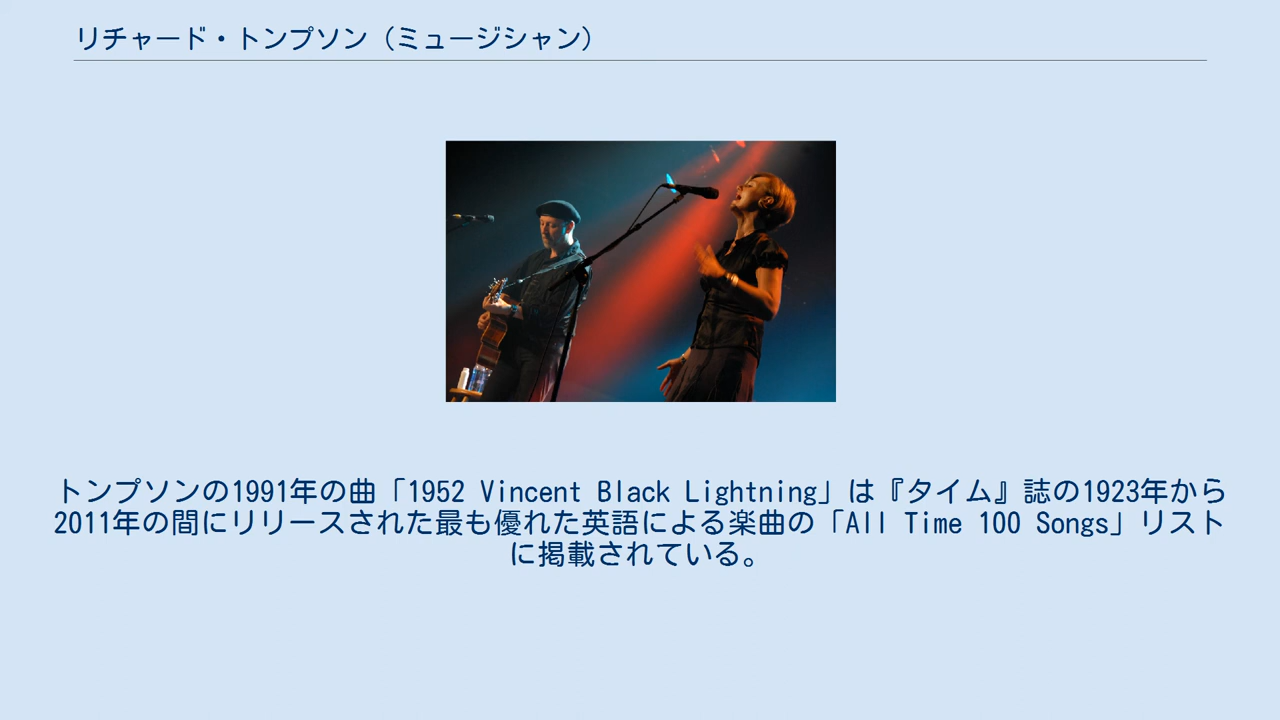 リチャード・トンプソン（ミュージシャン）
トンプソンの1991年の曲「1952 Vincent Black Lightning」は『タイム』誌の1923年から
2011年の間にリリースされた最も優れた英語による楽曲の「All Time 100 Songs」リスト
に掲載されている。